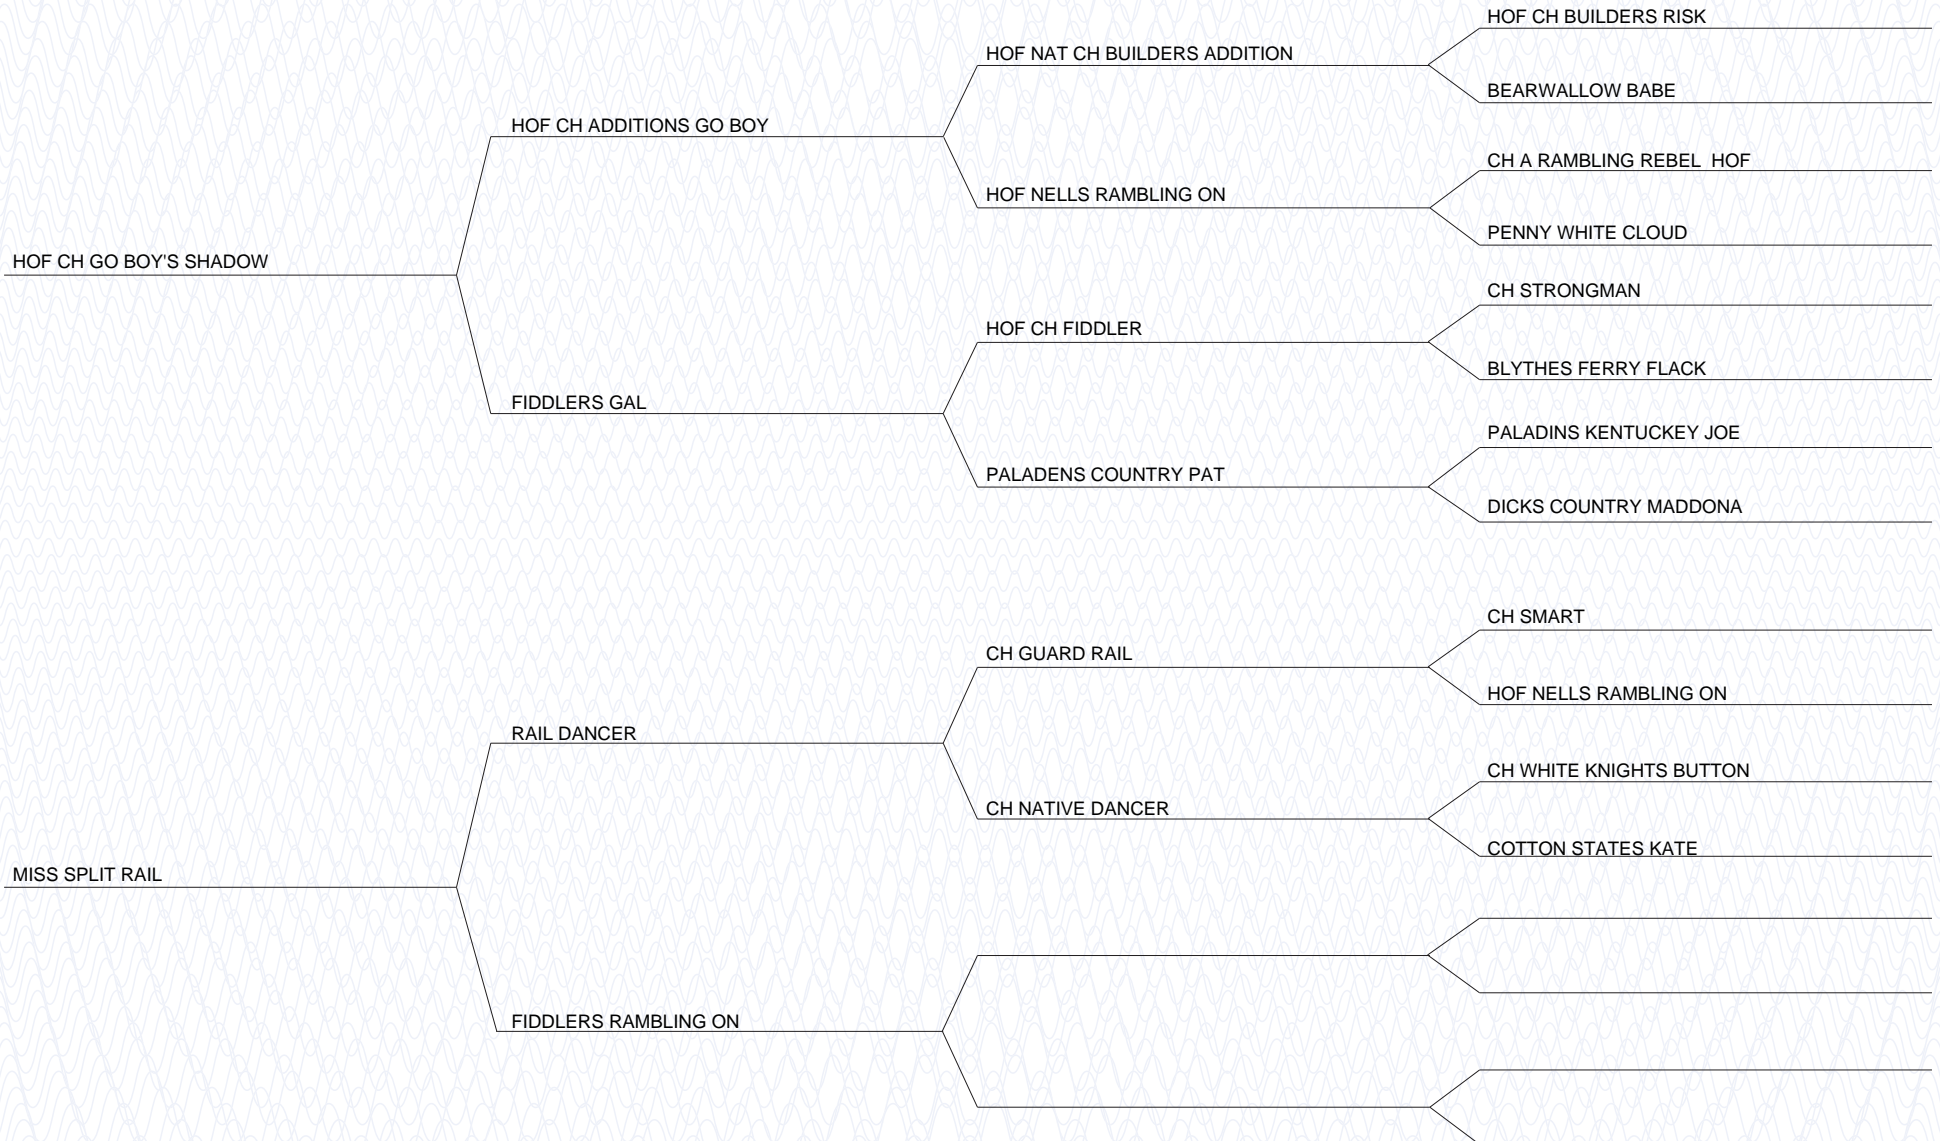 HOF CH BUILDERS RISK
HOF NAT CH BUILDERS ADDITION
BEARWALLOW BABE
HOF CH ADDITIONS GO BOY
CH A RAMBLING REBEL  HOF
HOF NELLS RAMBLING ON
PENNY WHITE CLOUD
HOF CH GO BOY'S SHADOW
CH STRONGMAN
HOF CH FIDDLER
BLYTHES FERRY FLACK
FIDDLERS GAL
PALADINS KENTUCKEY JOE
PALADENS COUNTRY PAT
DICKS COUNTRY MADDONA
CH SMART
CH GUARD RAIL
HOF NELLS RAMBLING ON
RAIL DANCER
CH WHITE KNIGHTS BUTTON
CH NATIVE DANCER
COTTON STATES KATE
MISS SPLIT RAIL
FIDDLERS RAMBLING ON